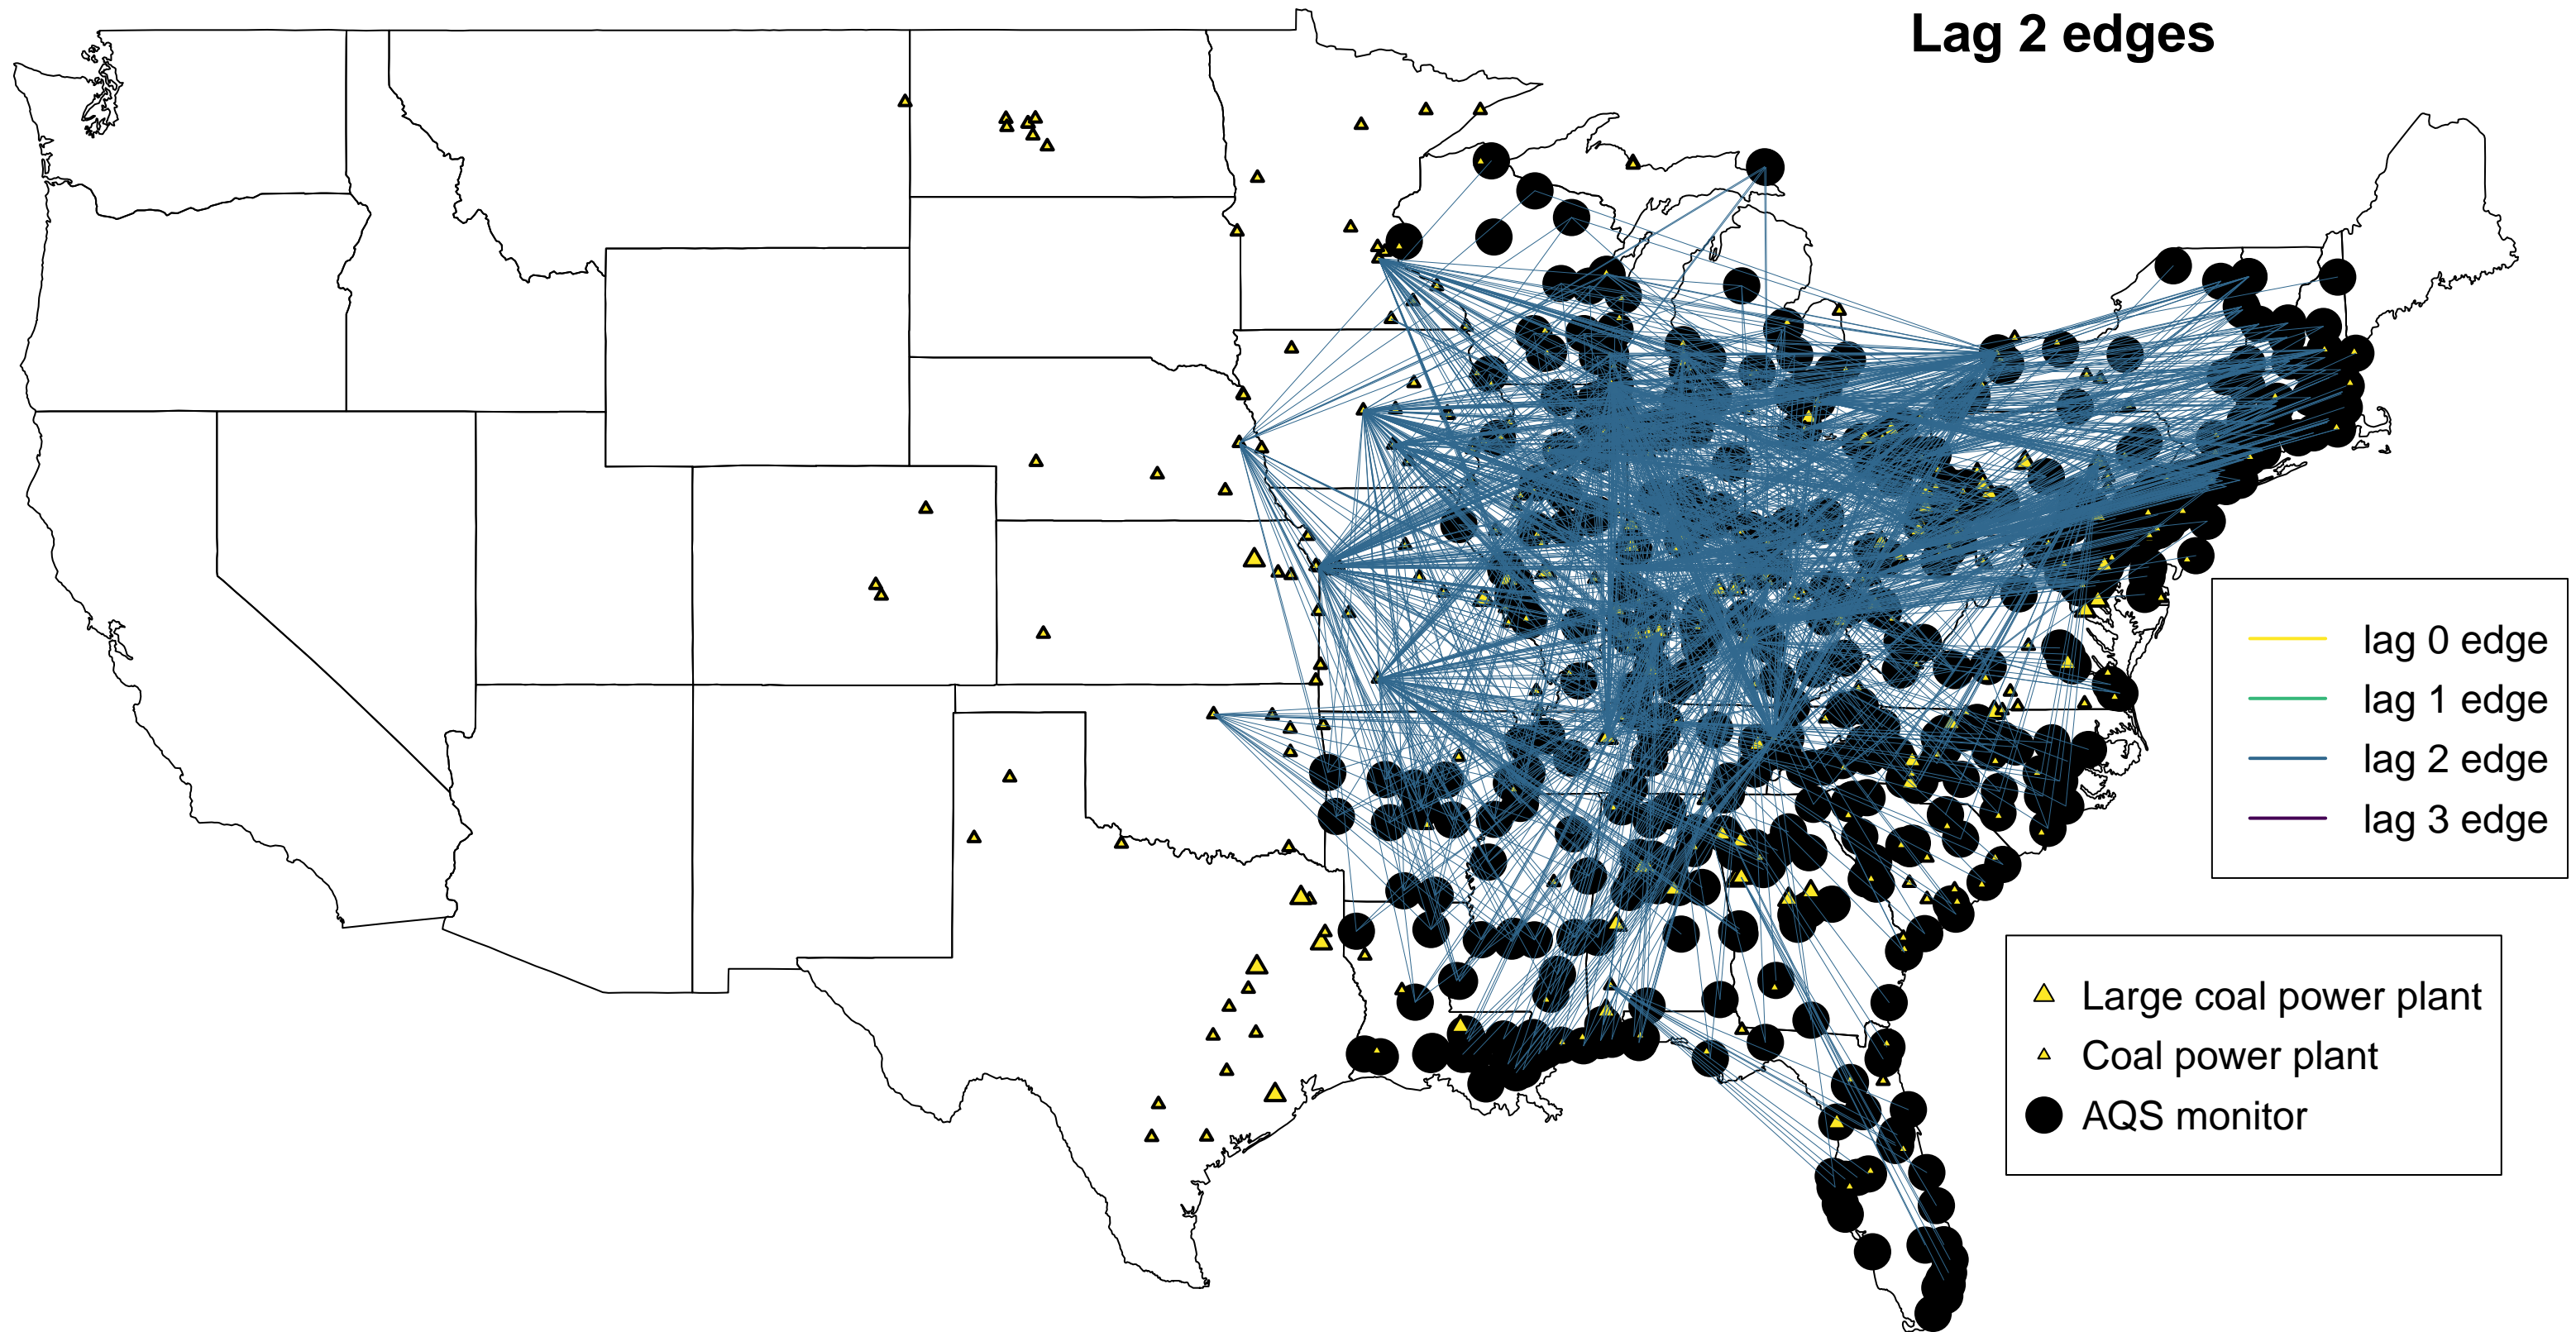 Lag 2 edges
lag 0 edge
lag 1 edge
lag 2 edge
lag 3 edge
Large coal power plant
Coal power plant
AQS monitor